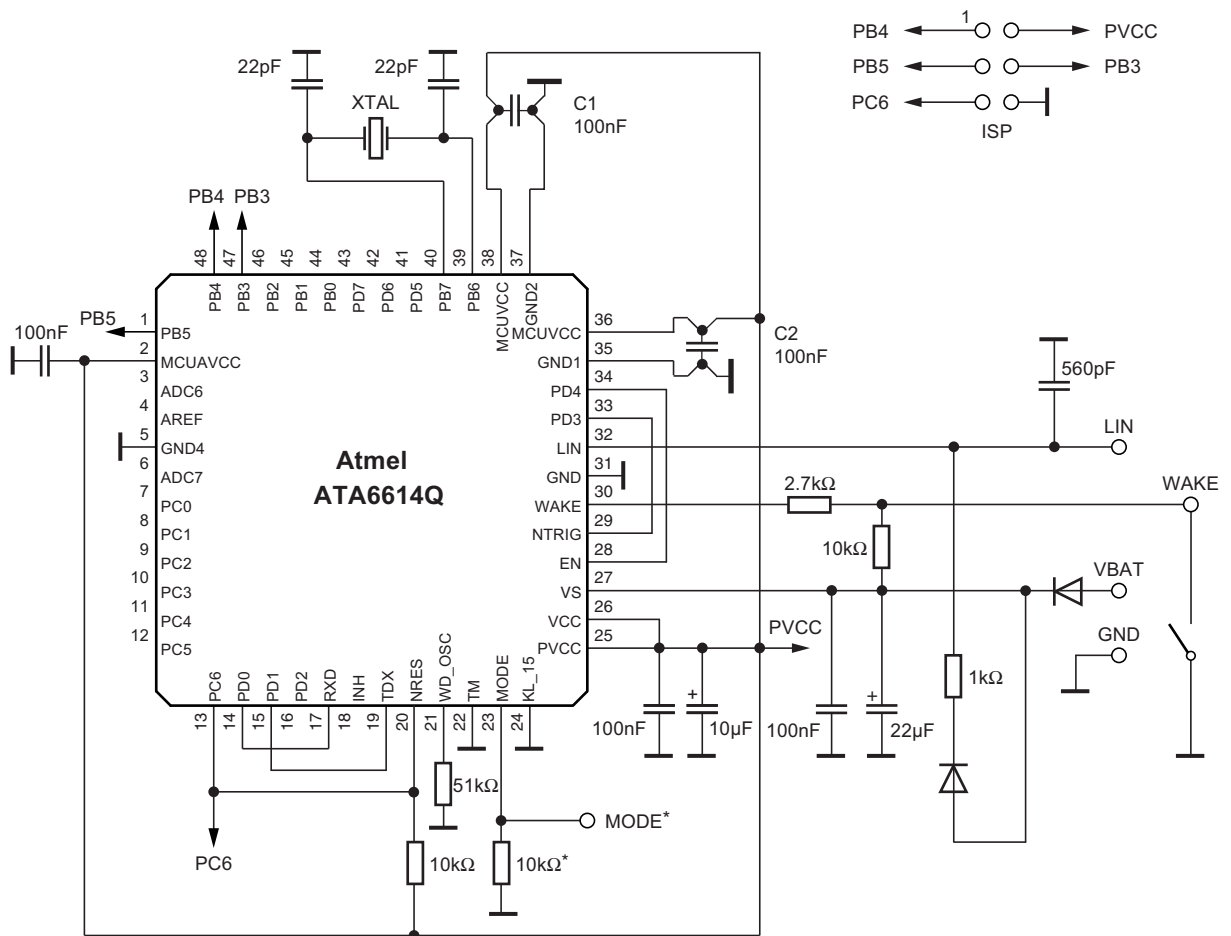 PB4
1
PVCC
22pF
22pF
PB5
PB3
XTAL
C1
100nF
PC6
ISP
PB4
PB3
48
47
46
45
44
43
42
41
40
39
38
37
PB4
PB3
PB2
PB1
PB0
PD7
PD6
PD5
PB7
PB6
MCUVCC
GND2
100nF
PB5
1
2
3
4
5
6
7
8
9
10
11
12
PB5
MCUAVCC
ADC6
AREF
GND4
ADC7
PC0
PC1
PC2
PC3
PC4
PC5
Atmel
ATA6614Q
MCUVCC
GND1
PD4
PD3
LIN
GND
WAKE
NTRIG
EN
VS
VCC
PVCC
36
35
34
33
32
31
30
29
28
27
26
25
C2
100nF
560pF
LIN
2.7kΩ
WAKE
10kΩ
VBAT
PVCC
GND
1kΩ
PC6
PD0
PD1
PD2
RXD
INH
TDX
NRES
WD_OSC
TM
MODE
KL_15
13
14
15
16
17
18
19
20
21
22
23
24
100nF
+
10µF
100nF
+
22µF
51kΩ
MODE*
PC6
10kΩ
10kΩ*